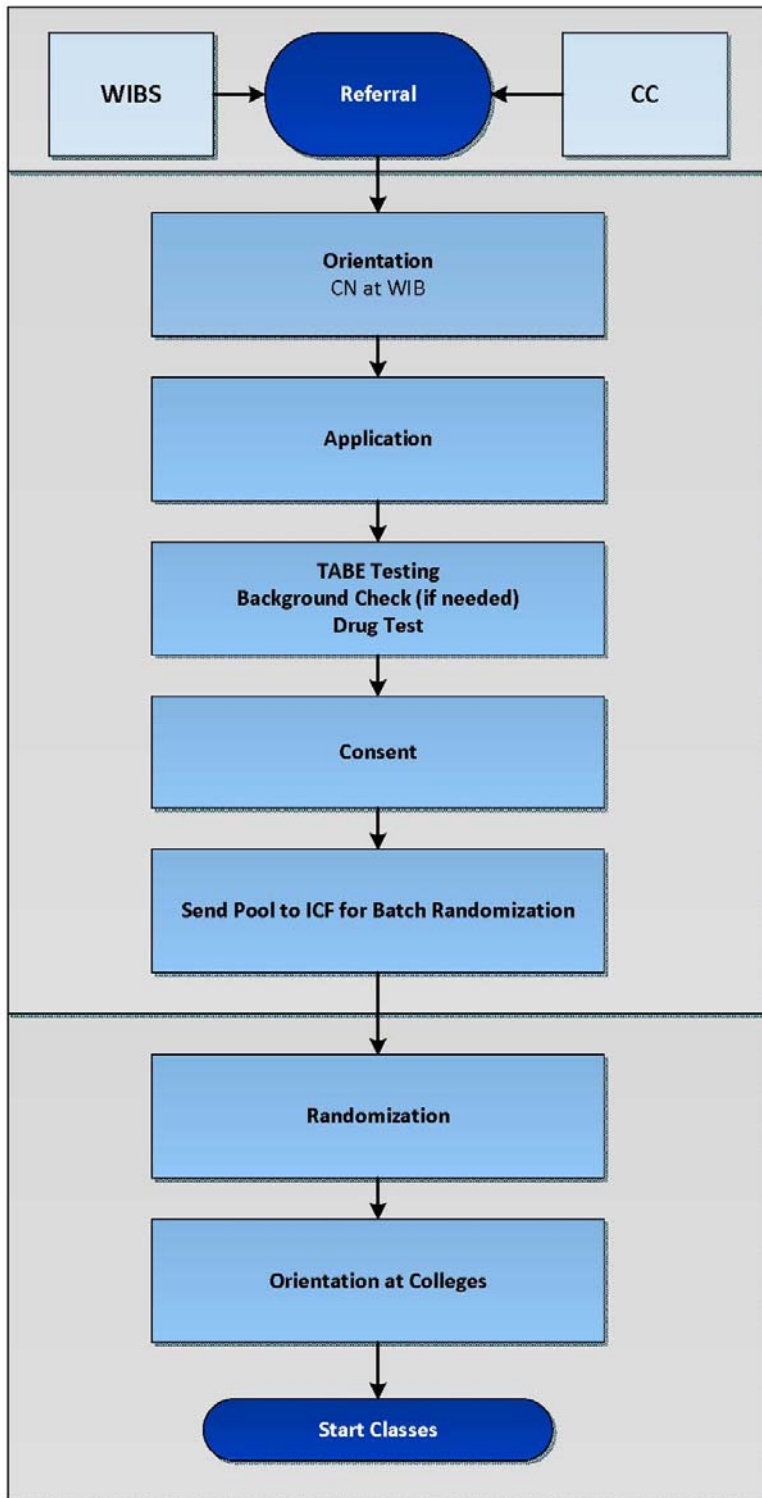 WIBS
Referral
CC
Orientation
CN at WIB
Application
TABE Testing
Background Check (if needed)
Drug Test
Consent
Send Pool to ICF for Batch Randomization
Randomization
Orientation at Colleges
Start Classes